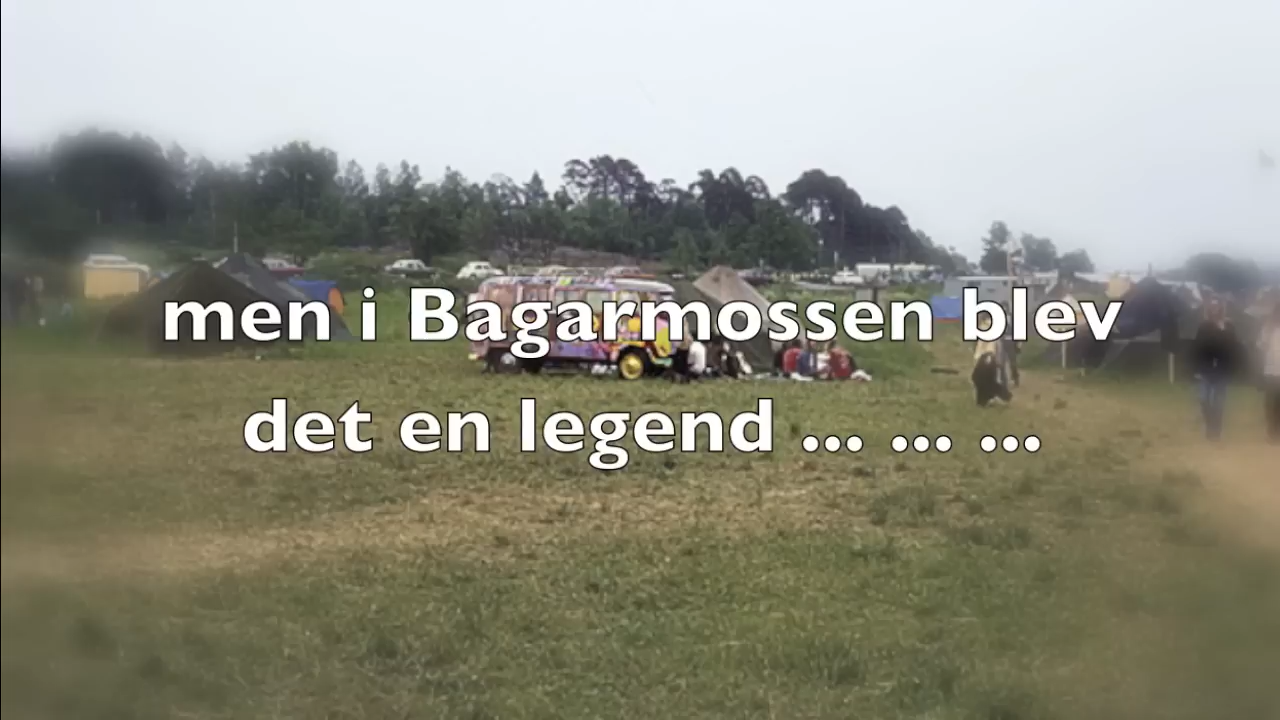 men i Bagarmossen blev
det en legend ... ... ...